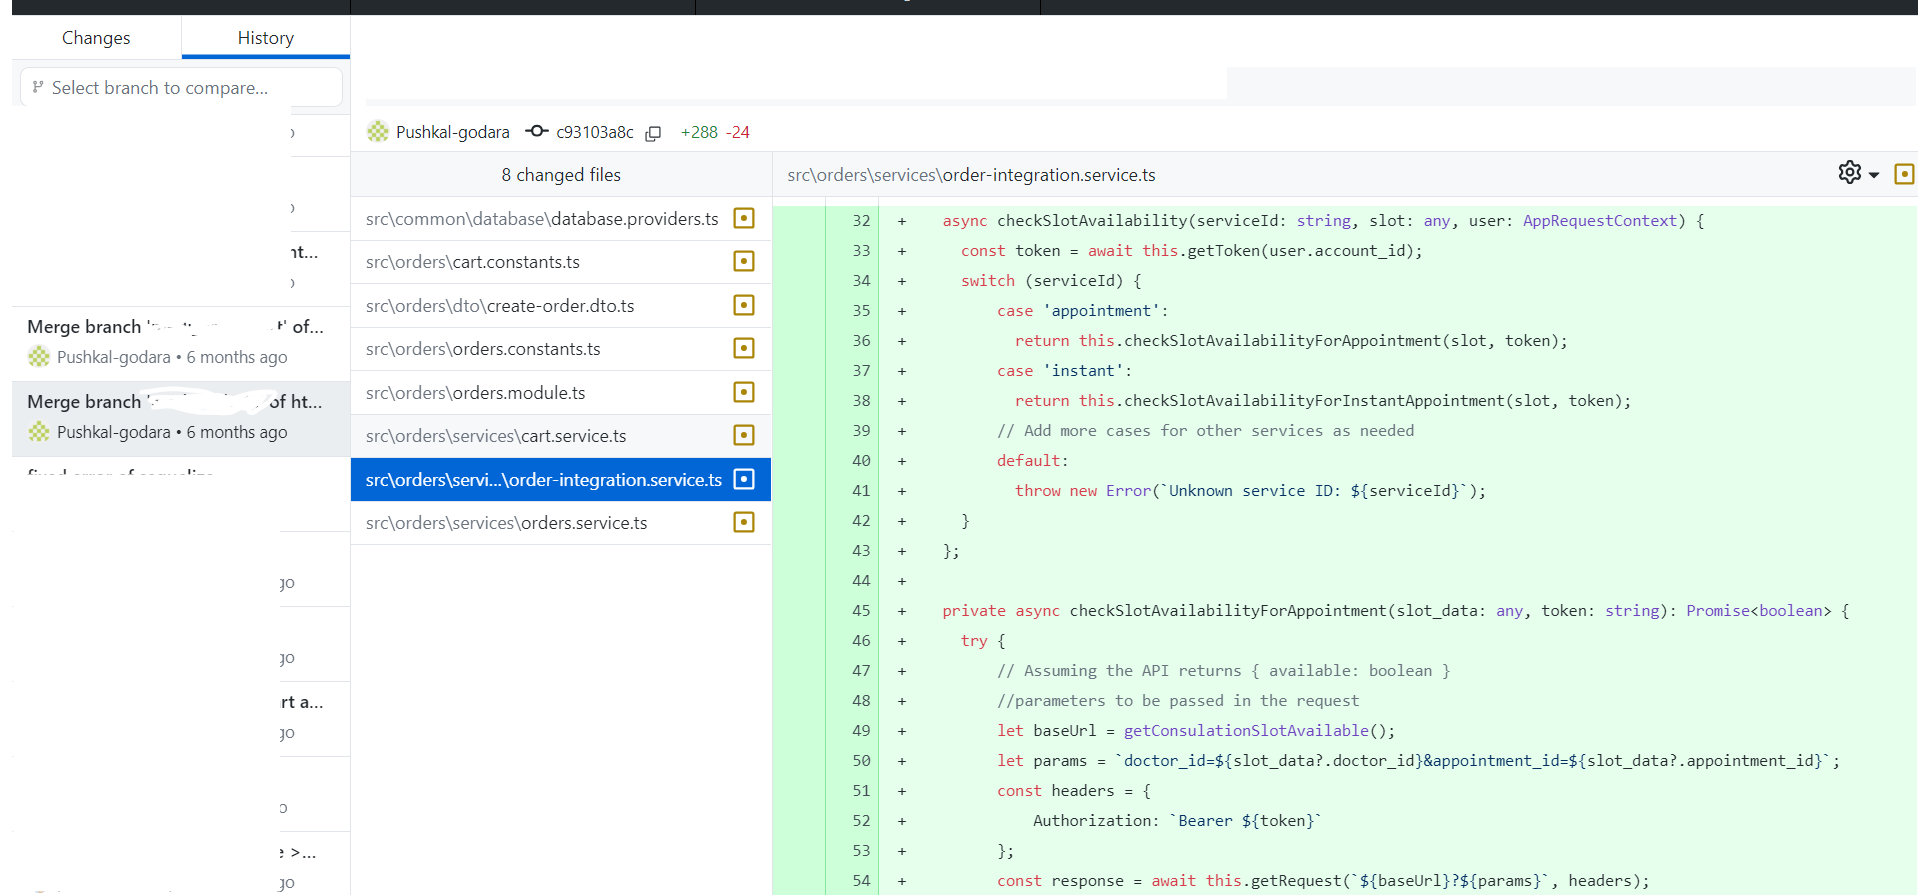 Changes
History
Select branch to compare...
Pushkal-godara
c93103a8c
+288 -24
8 changed files
src\orders\services\order-integration.service.ts
src\common\database\database.providers.ts
src\orders\cart.constants.ts
src\orders\dto\create-order.dto.ts
src\orders\orders.constants.ts
src\orders\orders.module.ts
src\orders\services\cart.service.ts
src\orders\servi...\order-integration.service.ts
src\orders\services\orders.service.ts
nt...
Merge branch ' ' of...
Pushkal-godara • 6 months ago
Merge branch ' of ht...
Pushkal-godara • 6 months ago
go
go
rt a...
go
>...
go
32 + async checkSlotAvailability(serviceId: string, slot: any, user: AppRequestContext) {
33 + const token = await this.getToken(user.account_id);
34 + switch (serviceId) {
35 + case 'appointment':
36 + return this.checkSlotAvailabilityForAppointment(slot, token);
37 + case 'instant':
38 + return this.checkSlotAvailabilityForInstantAppointment(slot, token);
39 + // Add more cases for other services as needed
40 + default:
41 + throw new Error(`Unknown service ID: ${serviceId}`);
42 + }
43 + };
44 +
45 + private async checkSlotAvailabilityForAppointment(slot_data: any, token: string): Promise<boolean> {
46 + try {
47 + // Assuming the API returns { available: boolean }
48 + //parameters to be passed in the request
49 + let baseUrl = getConsulationSlotAvailable();
50 + let params = `doctor_id=${slot_data?.doctor_id}&appointment_id=${slot_data?.appointment_id}`;
51 + const headers = {
52 + Authorization: `Bearer ${token}`
53 + };
54 + const response = await this.getRequest(`${baseUrl}?${params}`, headers);